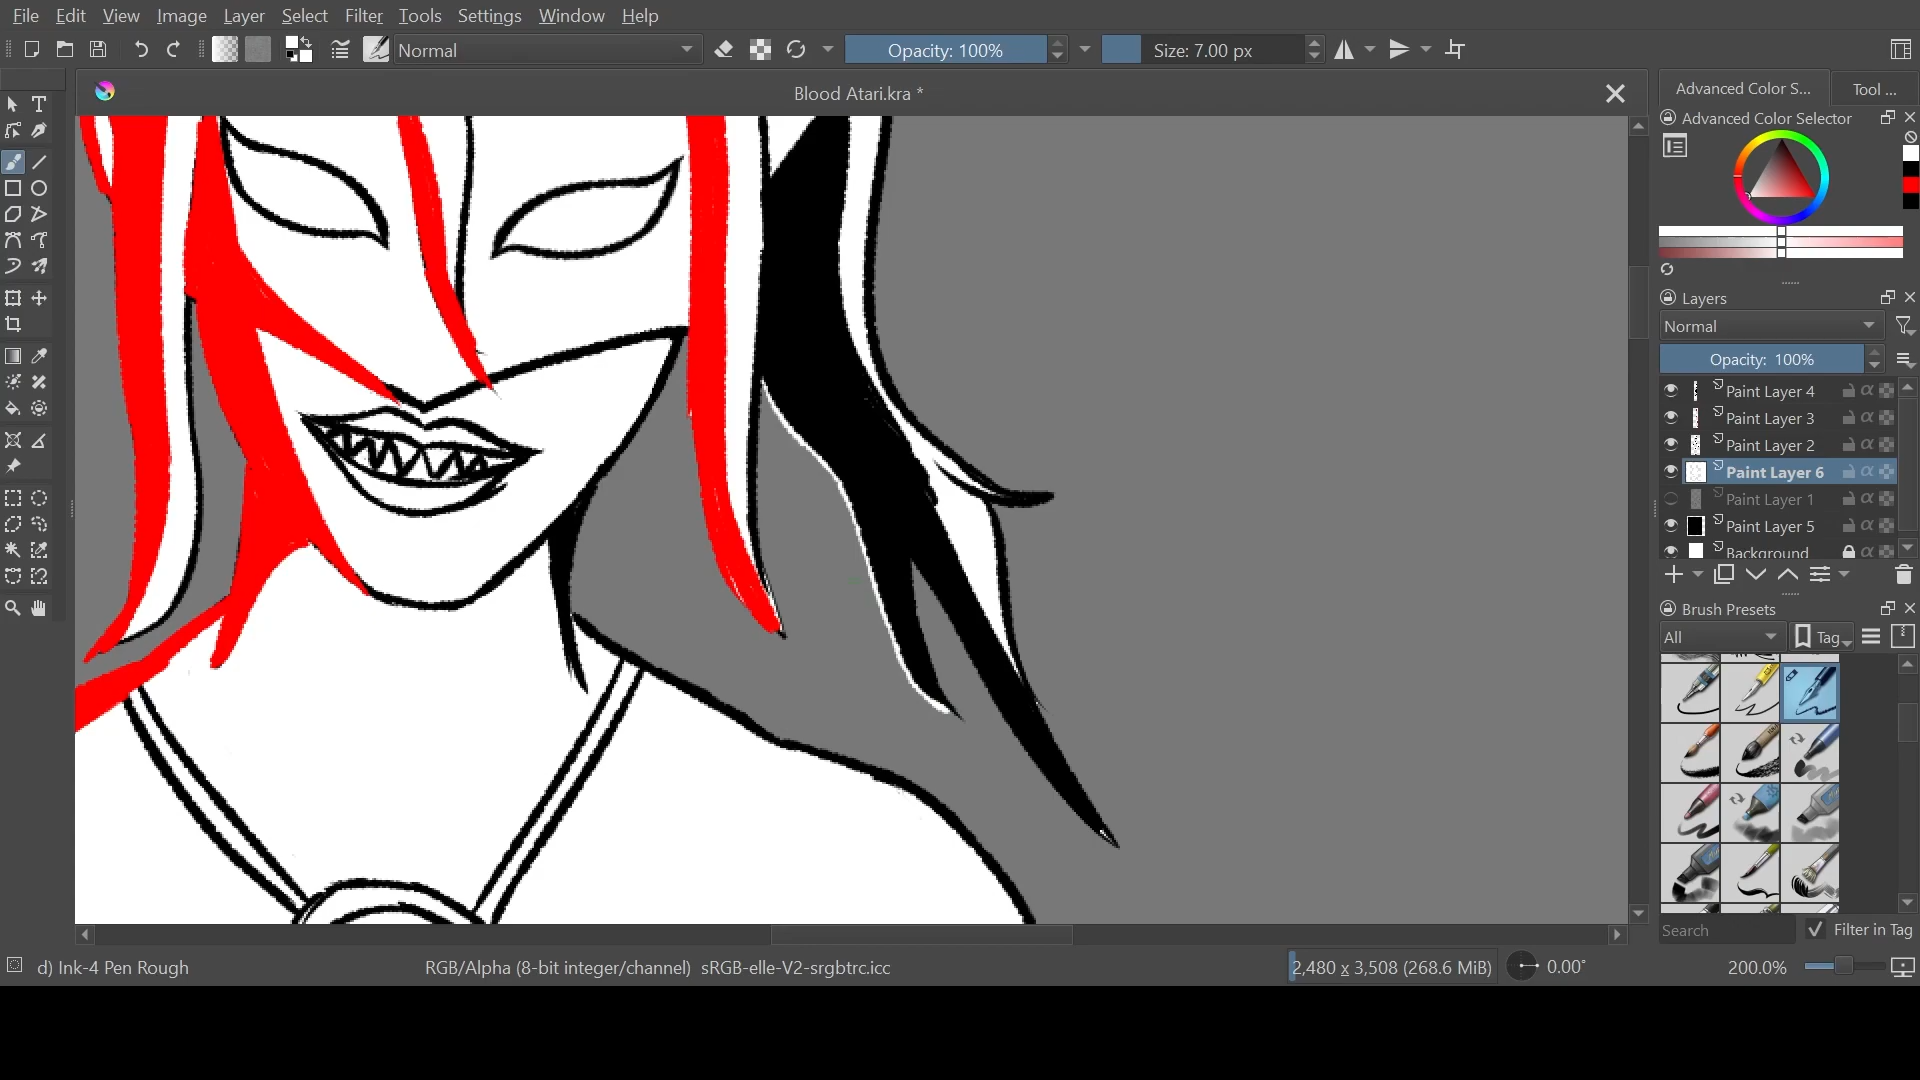 File Edit View Image Layer Select Filter Tools Settings Window Help
Normal
Opacity: 100%
Size: 7.00 px
Blood Atari.kra *
Advanced Color S...
Tool ...
Advanced Color Selector
Layers
Normal
Opacity: 100%
Paint Layer 4
Paint Layer 3
Paint Layer 2
Paint Layer 6
Paint Layer 1
Paint Layer 5
Background
Brush Presets
All
Tag
Search
Filter in Tag
d) Ink-4 Pen Rough
RGB/Alpha (8-bit integer/channel) sRGB-elle-V2-srgbtrc.icc
2,480 x 3,508 (268.6 MiB)
0.00°
200.0%